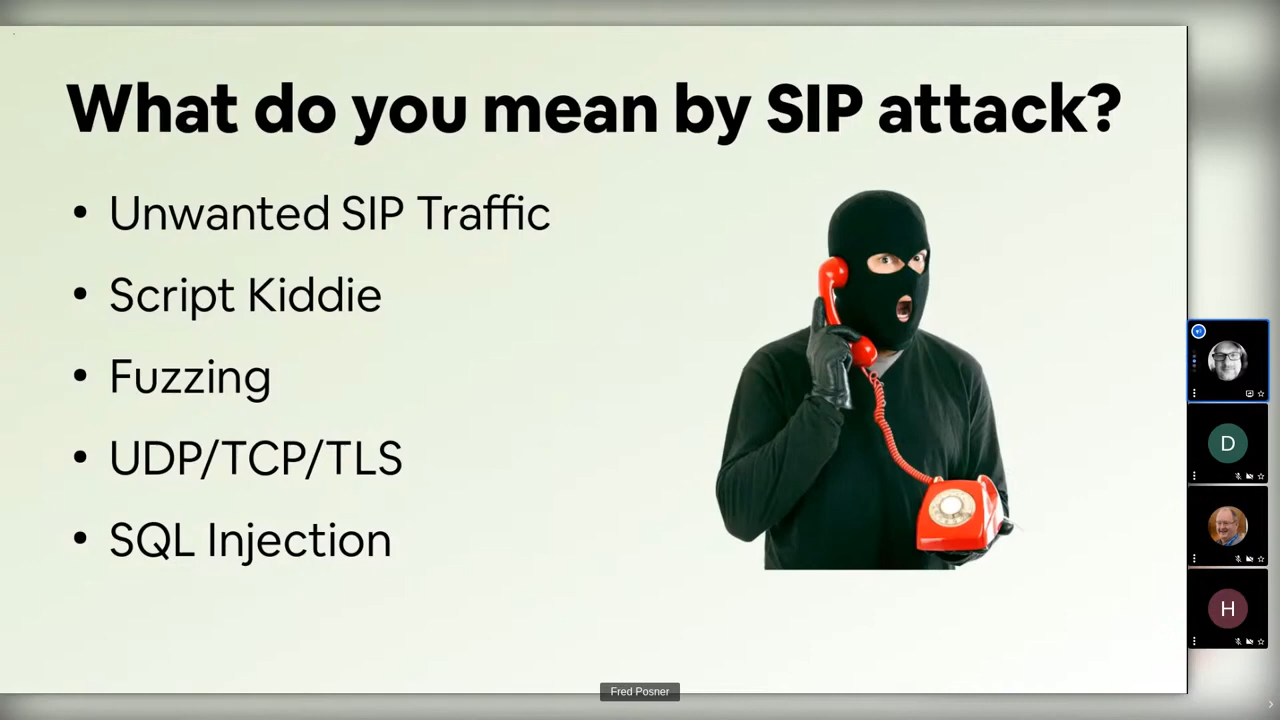 What do you mean by SIP attack?
• Unwanted SIP Traffic
• Script Kiddie
• Fuzzing
• UDP/TCP/TLS
• SQL Injection
D
H
Fred Posner